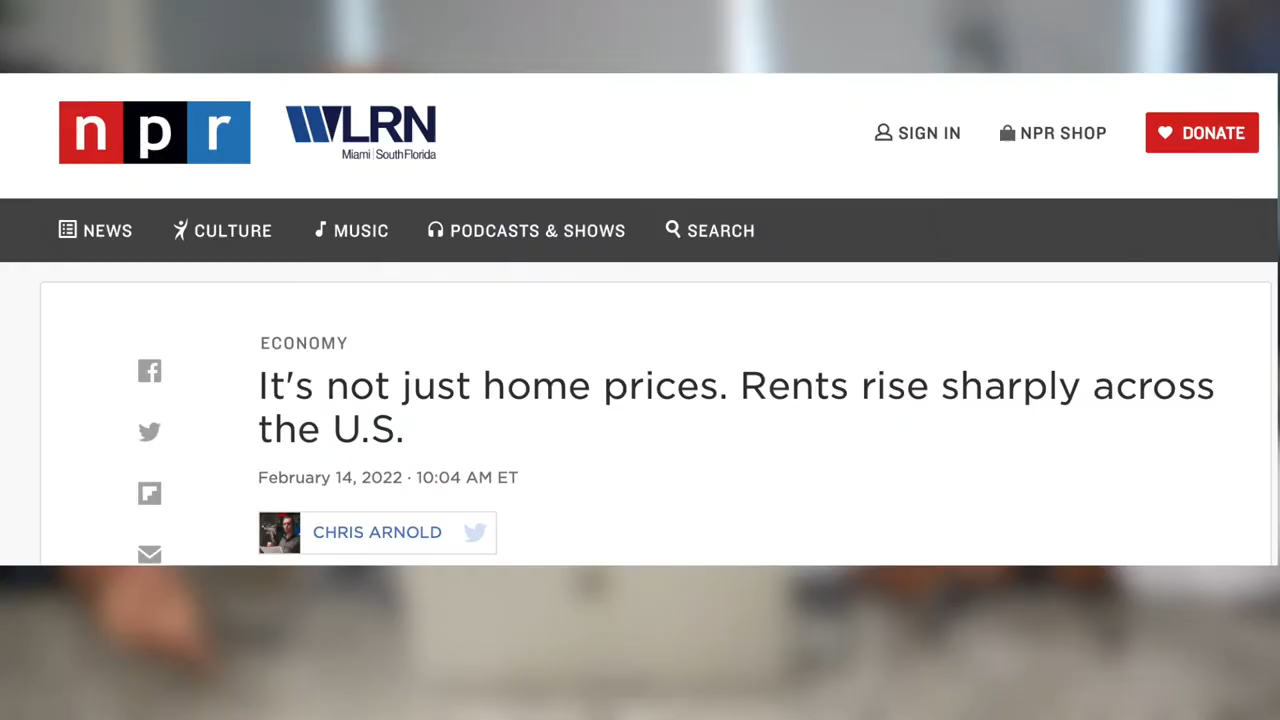 npr
WLRN
Miami | South Florida
SIGN IN
NPR SHOP
DONATE
NEWS
CULTURE
MUSIC
PODCASTS & SHOWS
SEARCH
ECONOMY
It's not just home prices. Rents rise sharply across
the U.S.
February 14, 2022 · 10:04 AM ET
CHRIS ARNOLD